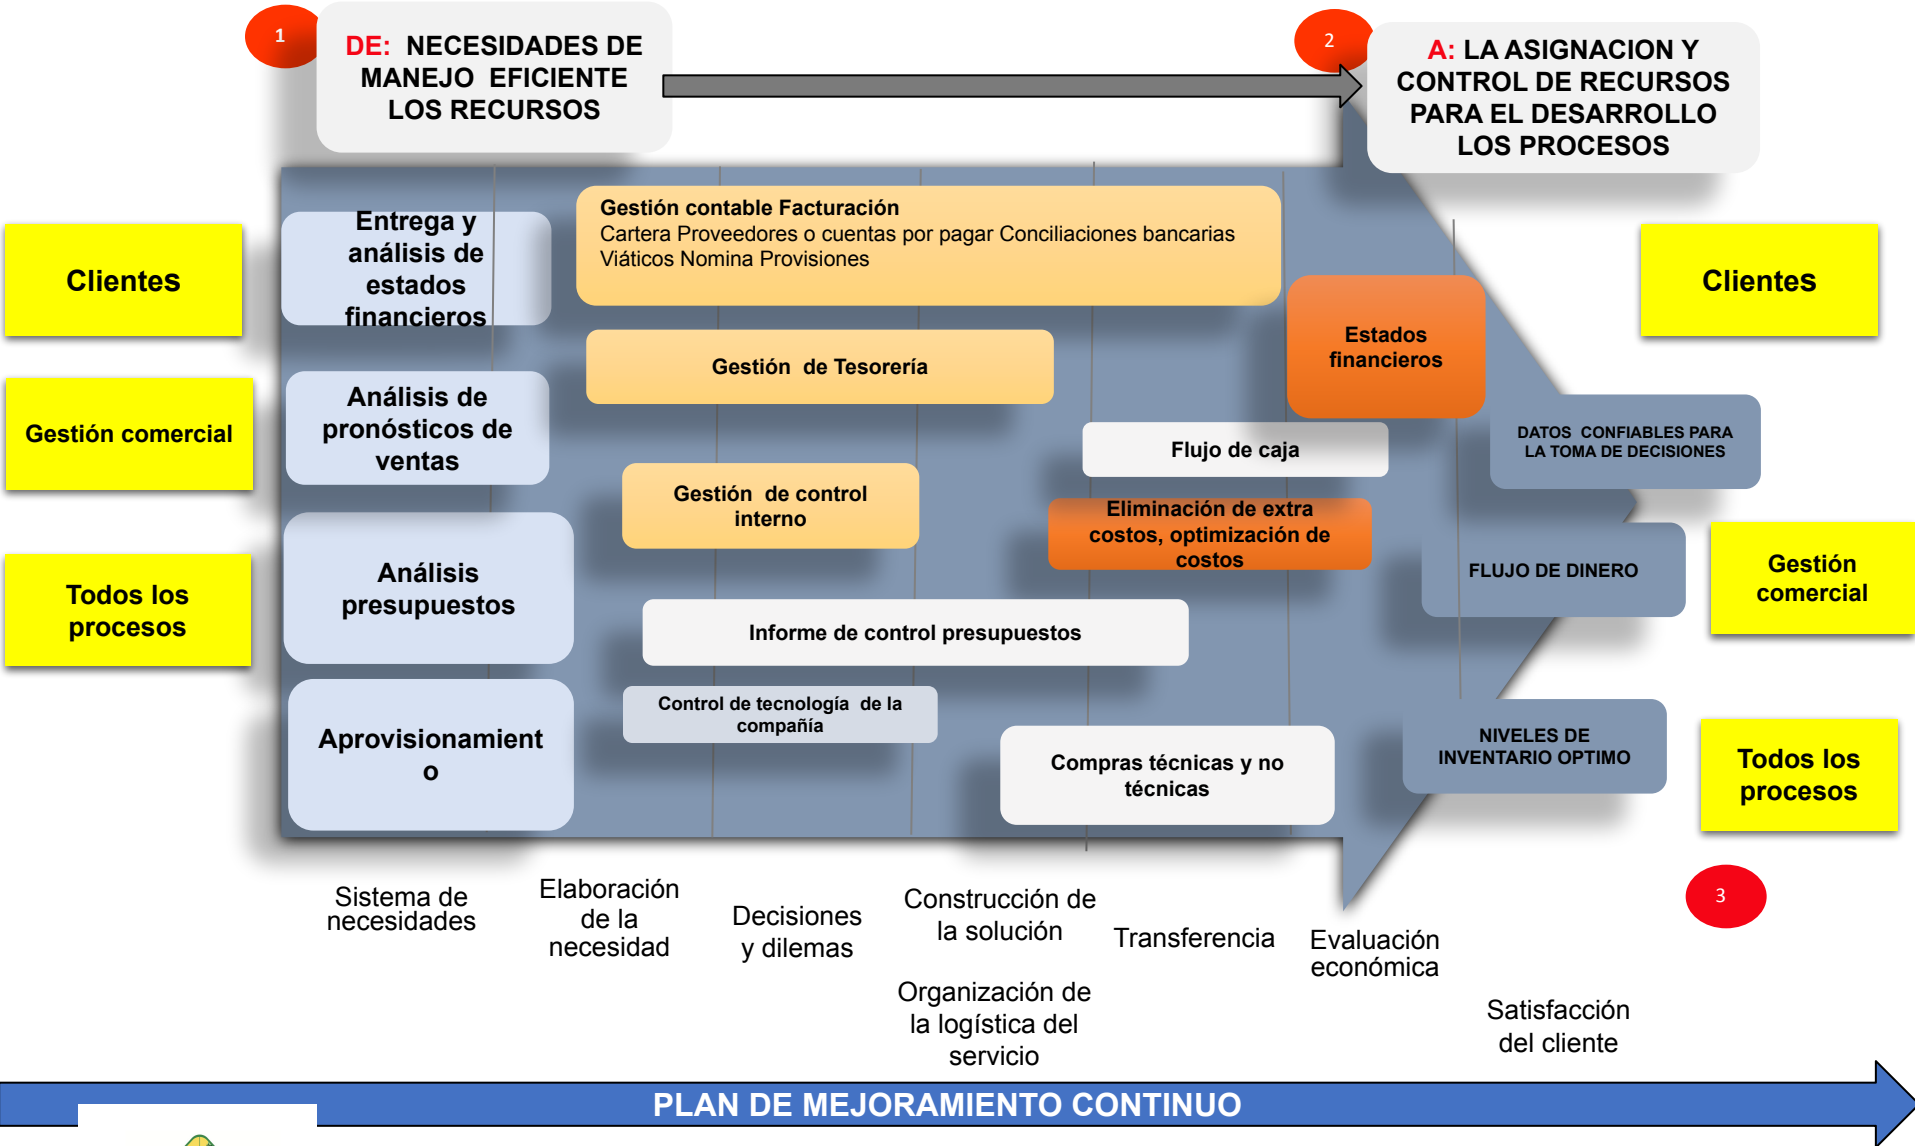 1
DE: NECESIDADES DE
MANEJO EFICIENTE
LOS RECURSOS
2
A: LA ASIGNACION Y
CONTROL DE RECURSOS
PARA EL DESARROLLO
LOS PROCESOS
Clientes
Gestión comercial
Todos los
procesos
Entrega y
análisis de
estados
financieros
Análisis de
pronósticos de
ventas
Análisis
presupuestos
Aprovisionamient
o
Gestión contable Facturación
Cartera Proveedores o cuentas por pagar Conciliaciones bancarias
Viáticos Nomina Provisiones
Gestión de Tesorería
Gestión de control
interno
Informe de control presupuestos
Control de tecnología de la
compañía
Flujo de caja
Eliminación de extra
costos, optimización de
costos
Compras técnicas y no
técnicas
Estados
financieros
DATOS CONFIABLES PARA
LA TOMA DE DECISIONES
FLUJO DE DINERO
NIVELES DE
INVENTARIO OPTIMO
Clientes
Gestión
comercial
Todos los
procesos
3
Sistema de
necesidades
Elaboración
de la
necesidad
Decisiones
y dilemas
Construcción de
la solución
Organización de
la logística del
servicio
Transferencia
Evaluación
económica
Satisfacción
del cliente
PLAN DE MEJORAMIENTO CONTINUO